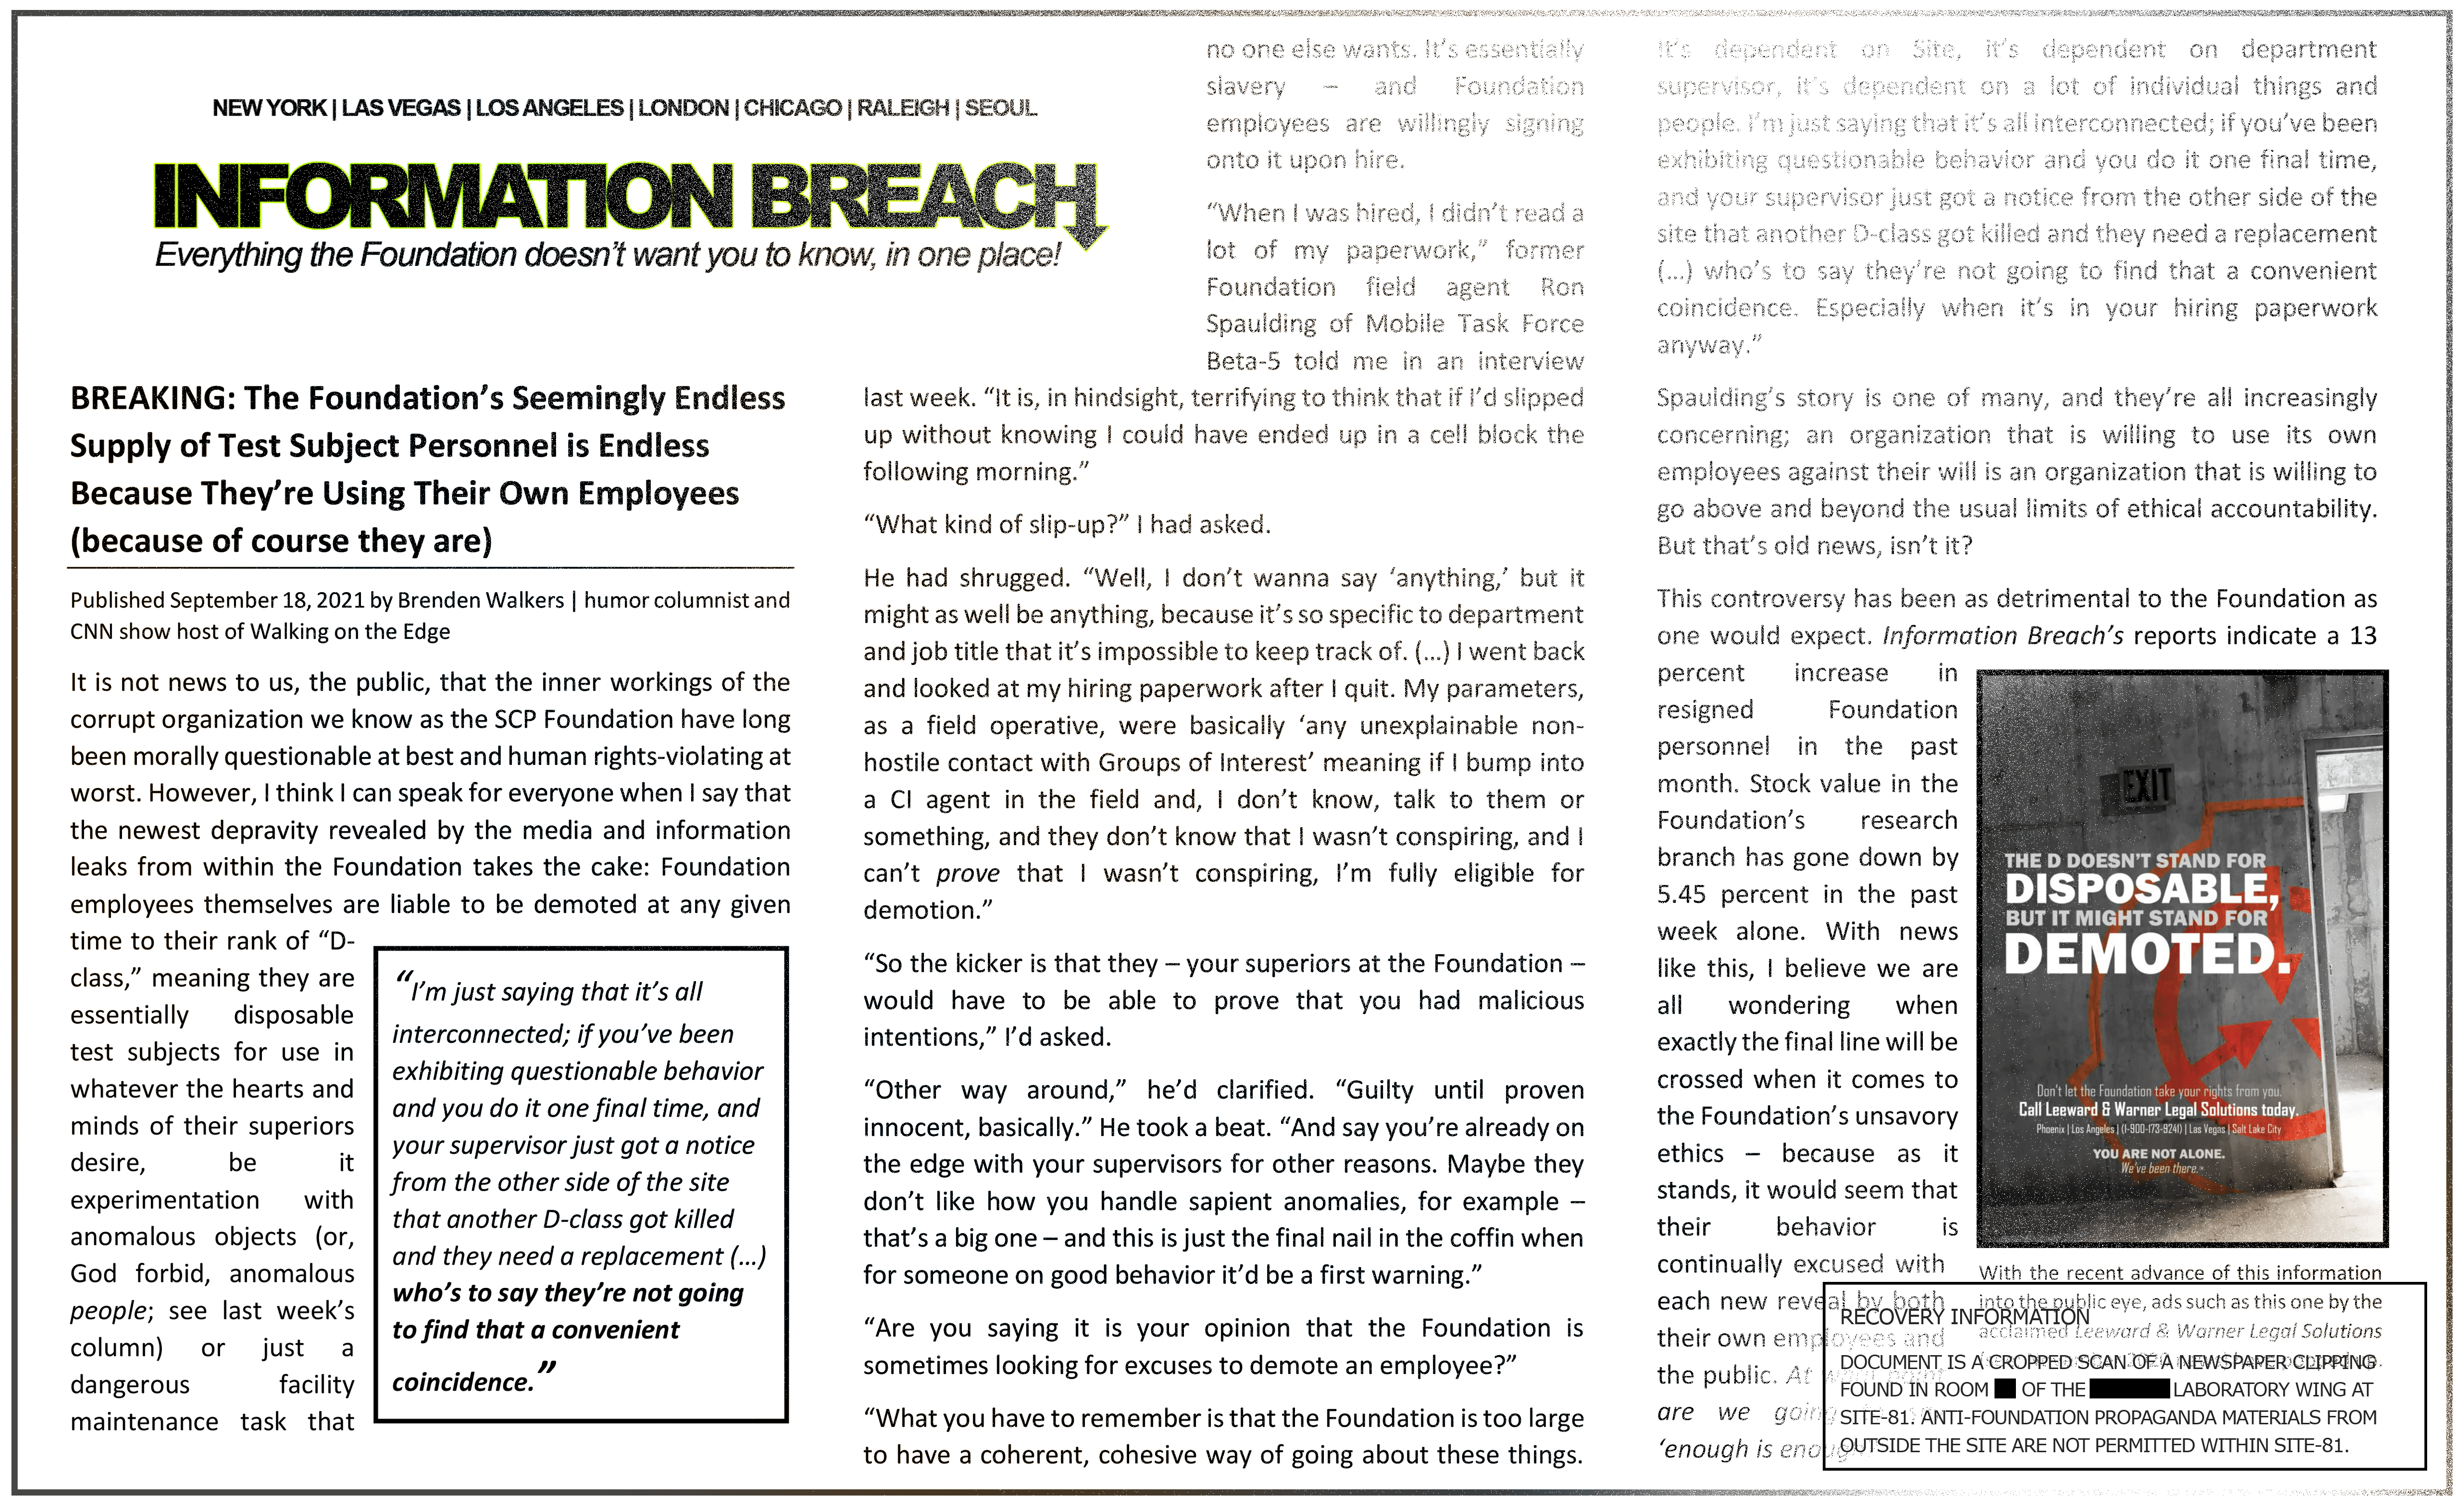 NEW YORK | LAS VEGAS | LOS ANGELES | LONDON | CHICAGO | RALEIGH | SEOUL
INFORMATION BREACH
Everything the Foundation doesn't want you to know, in one place!
BREAKING: The Foundation's Seemingly Endless
Supply of Test Subject Personnel is Endless
Because They're Using Their Own Employees
(because of course they are)
Published September 18, 2021 by Brenden Walkers | humor columnist and
CNN show host of Walking on the Edge
It is not news to us, the public, that the inner workings of the
corrupt organization we know as the SCP Foundation have long
been morally questionable at best and human rights-violating at
worst. However, I think I can speak for everyone when I say that
the newest depravity revealed by the media and information
leaks from within the Foundation takes the cake: Foundation
employees themselves are liable to be demoted at any given
time to their rank of “D-
class,” meaning they are
essentially disposable
test subjects for use in
whatever the hearts and
minds of their superiors
desire, be it
experimentation with
anomalous objects (or,
God forbid, anomalous
people; see last week's
column) or just a
dangerous facility
maintenance task that
“I'm just saying that it's all
interconnected; if you've been
exhibiting questionable behavior
and you do it one final time, and
your supervisor just got a notice
from the other side of the site
that another D-class got killed
and they need a replacement (...)
who's to say they're not going
to find that a convenient
coincidence.”
no one else wants. It's essentially
slavery – and Foundation
employees are willingly signing
onto it upon hire.
“When I was hired, I didn't read a
lot of my paperwork,” former
Foundation field agent Ron
Spaulding of Mobile Task Force
Beta-5 told me in an interview
last week. “It is, in hindsight, terrifying to think that if I'd slipped
up without knowing I could have ended up in a cell block the
following morning.”
“What kind of slip-up?” I had asked.
He had shrugged. “Well, I don't wanna say ‘anything,’ but it
might as well be anything, because it's so specific to department
and job title that it's impossible to keep track of. (...) I went back
and looked at my hiring paperwork after I quit. My parameters,
as a field operative, were basically ‘any unexplainable non-
hostile contact with Groups of Interest’ meaning if I bump into
a CI agent in the field and, I don't know, talk to them or
something, and they don't know that I wasn't conspiring, and I
can't prove that I wasn't conspiring, I'm fully eligible for
demotion.”
“So the kicker is that they – your superiors at the Foundation –
would have to be able to prove that you had malicious
intentions,” I'd asked.
“Other way around,” he'd clarified. “Guilty until proven
innocent, basically.” He took a beat. “And say you're already on
the edge with your supervisors for other reasons. Maybe they
don't like how you handle sapient anomalies, for example –
that's a big one – and this is just the final nail in the coffin when
for someone on good behavior it'd be a first warning.”
“Are you saying it is your opinion that the Foundation is
sometimes looking for excuses to demote an employee?”
“What you have to remember is that the Foundation is too large
to have a coherent, cohesive way of going about these things.
It's dependent on Site, it's dependent on department
supervisor, it's dependent on a lot of individual things and
people. I'm just saying that it's all interconnected; if you've been
exhibiting questionable behavior and you do it one final time,
and your supervisor just got a notice from the other side of the
site that another D-class got killed and they need a replacement
(...) who's to say they're not going to find that a convenient
coincidence. Especially when it's in your hiring paperwork
anyway.”
Spaulding's story is one of many, and they're all increasingly
concerning; an organization that is willing to use its own
employees against their will is an organization that is willing to
go above and beyond the usual limits of ethical accountability.
But that's old news, isn't it?
This controversy has been as detrimental to the Foundation as
one would expect. Information Breach's reports indicate a 13
percent increase in
resigned Foundation
personnel in the past
month. Stock value in the
Foundation's research
branch has gone down by
5.45 percent in the past
week alone. With news
like this, I believe we are
all wondering when
exactly the final line will be
crossed when it comes to
the Foundation's unsavory
ethics – because as it
stands, it would seem that
their behavior is
continually excused with
each new reveal by both
their own employees and
the public. At what point
are we going
‘enough is enough
EXIT
THE D DOESN'T STAND FOR
DISPOSABLE,
BUT IT MIGHT STAND FOR
DEMOTED.
Don't let the Foundation take your rights from you.
Call Leeward & Warner Legal Solutions today.
Phoenix | Los Angeles | (1-900-173-9241) | Las Vegas | Salt Lake City
YOU ARE NOT ALONE.
We've been there.
With the recent advance of this information
into the public eye, ads such as this one by the
acclaimed Leeward & Warner Legal Solutions
RECOVERY INFORMATION
DOCUMENT IS A CROPPED SCAN OF A NEWSPAPER CLIPPING
FOUND IN ROOM OF THE LABORATORY WING AT
SITE-81. ANTI-FOUNDATION PROPAGANDA MATERIALS FROM
OUTSIDE THE SITE ARE NOT PERMITTED WITHIN SITE-81.